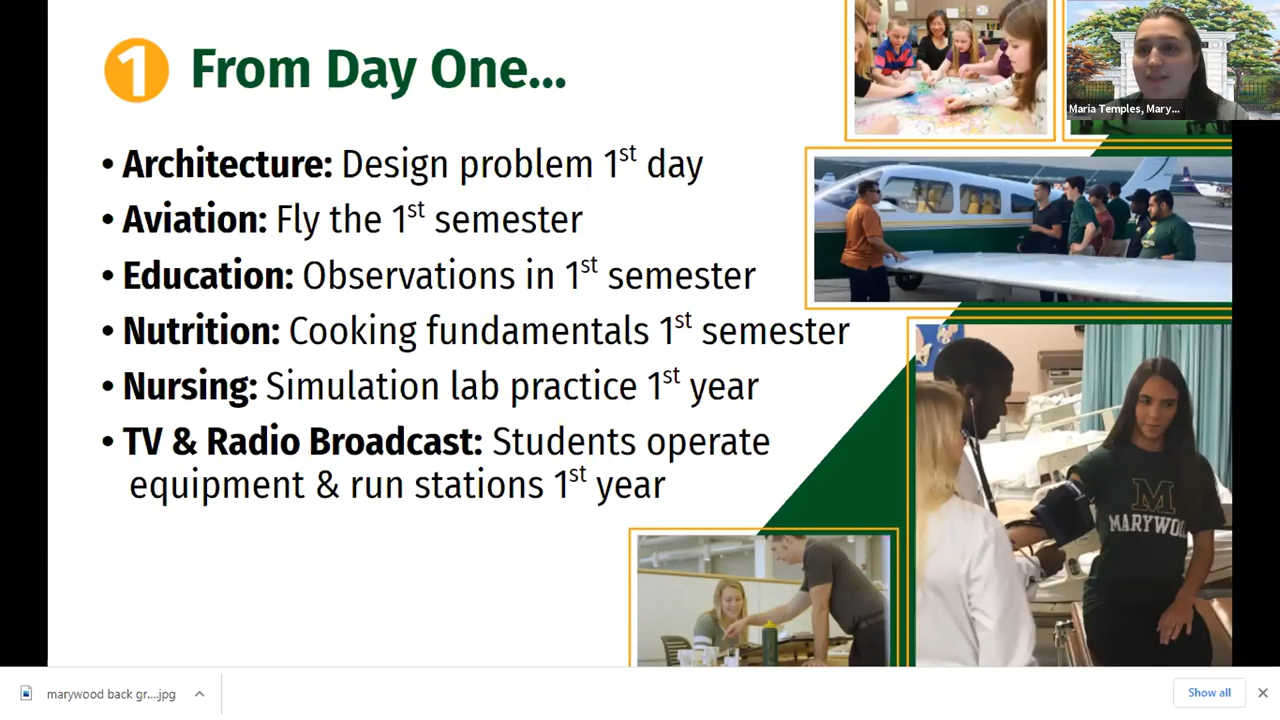 1 From Day One...
• Architecture: Design problem 1st day
• Aviation: Fly the 1st semester
• Education: Observations in 1st semester
• Nutrition: Cooking fundamentals 1st semester
• Nursing: Simulation lab practice 1st year
• TV & Radio Broadcast: Students operate
equipment & run stations 1st year
Maria Temples, Mary...
M
MARYWO
marywood back gr....jpg
Show all